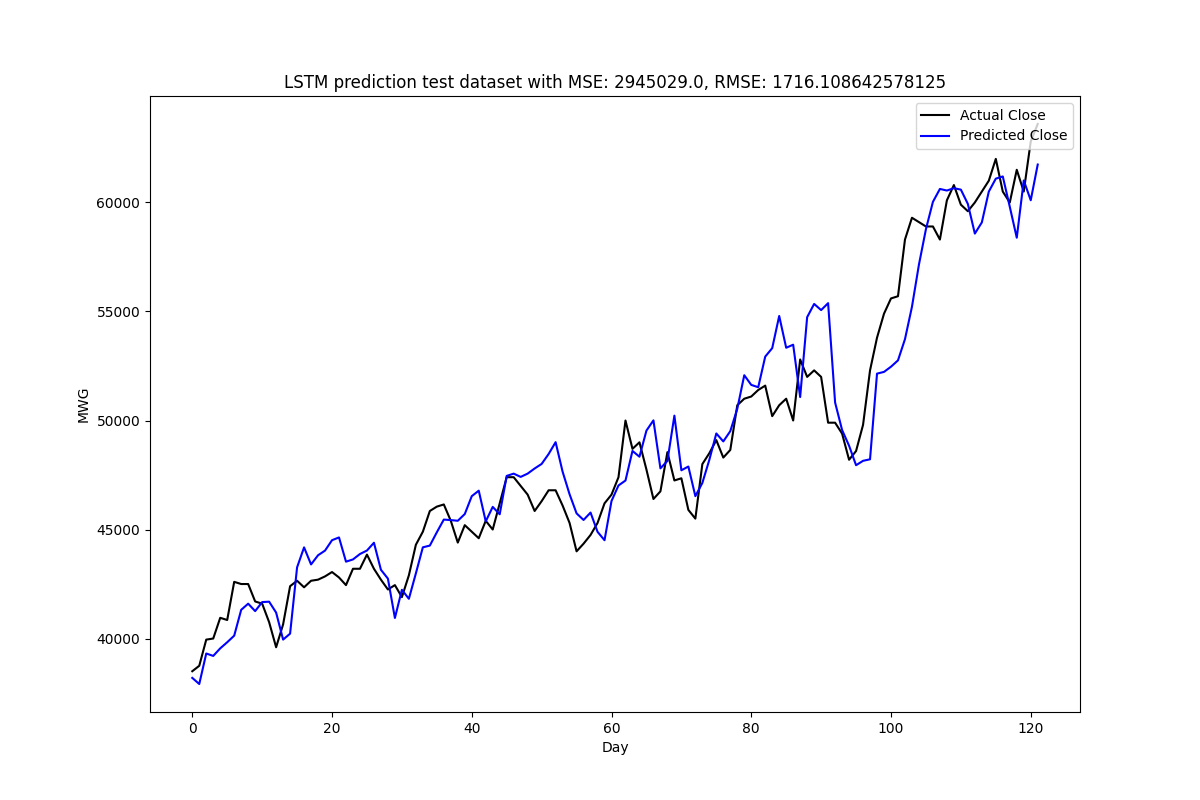 LSTM prediction test dataset with MSE: 2945029.0, RMSE: 1716.108642578125
Actual Close
Predicted Close
60000
55000
50000
45000
40000
MWG
0 20 40 60 80 100 120
Day